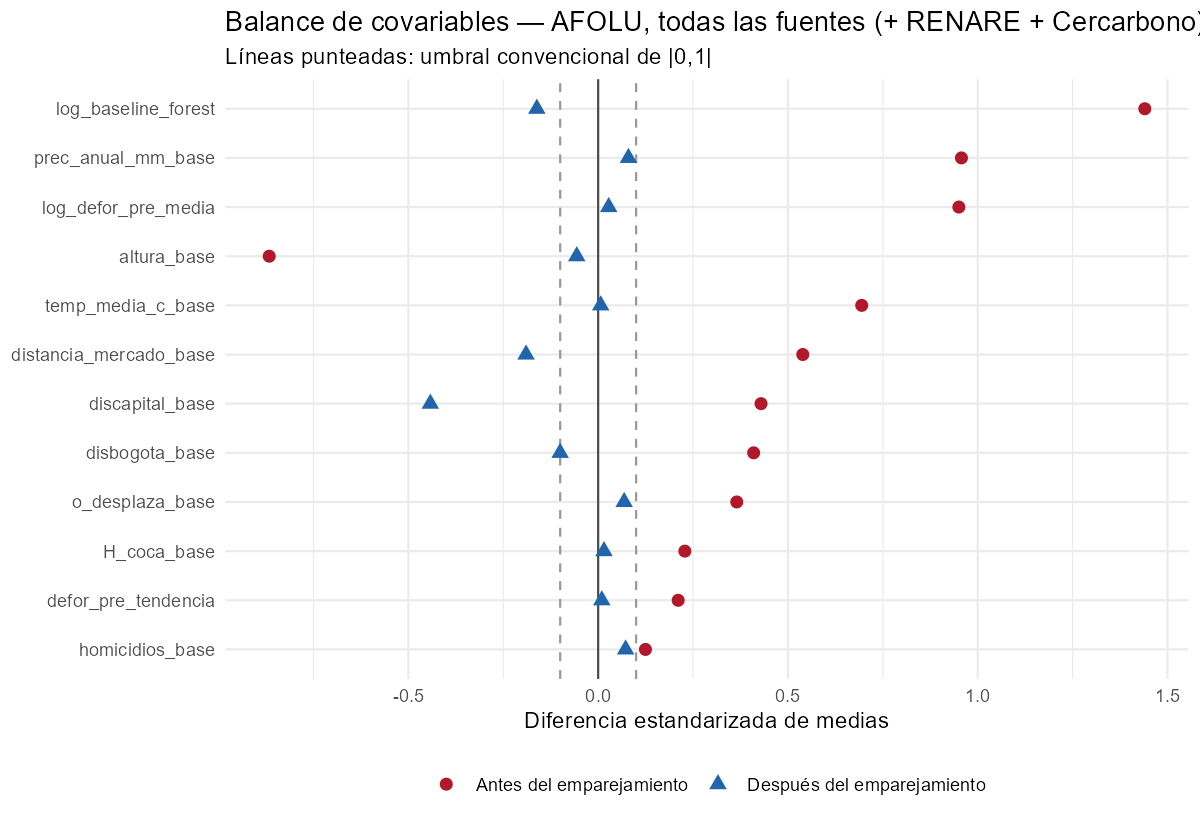 Balance de covariables — AFOLU, todas las fuentes (+ RENARE + Cercarbono)
Líneas punteadas: umbral convencional de |0,1|
log_baseline_forest
prec_anual_mm_base
log_defor_pre_media
altura_base
temp_media_c_base
distancia_mercado_base
discapital_base
disbogota_base
o_desplaza_base
H_coca_base
defor_pre_tendencia
homicidios_base
-0.5 0.0 0.5 1.0 1.5
Diferencia estandarizada de medias
Antes del emparejamiento Después del emparejamiento